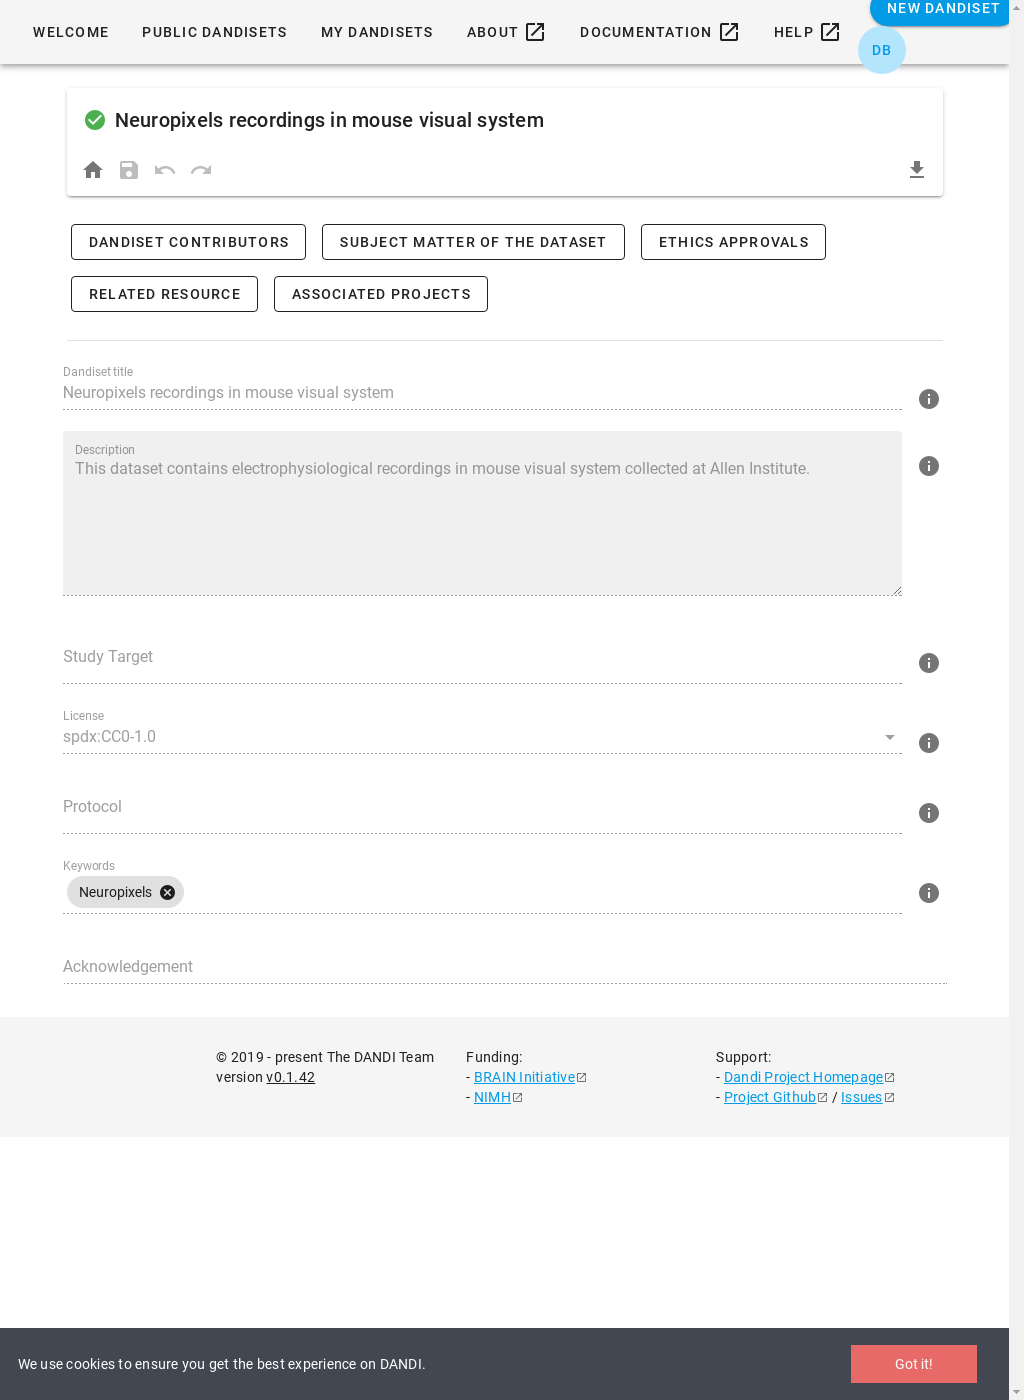 WELCOME PUBLIC DANDISETS MY DANDISETS ABOUT DOCUMENTATION HELP NEW DANDISET
DB
Neuropixels recordings in mouse visual system
DANDISET CONTRIBUTORS SUBJECT MATTER OF THE DATASET ETHICS APPROVALS
RELATED RESOURCE ASSOCIATED PROJECTS
Dandiset title
Neuropixels recordings in mouse visual system
Description
This dataset contains electrophysiological recordings in mouse visual system collected at Allen Institute.
Study Target
License
spdx:CC0-1.0
Protocol
Keywords
Neuropixels
Acknowledgement
© 2019 - present The DANDI Team
version v0.1.42
Funding:
- BRAIN Initiative
- NIMH
Support:
- Dandi Project Homepage
- Project Github / Issues
We use cookies to ensure you get the best experience on DANDI.
Got it!